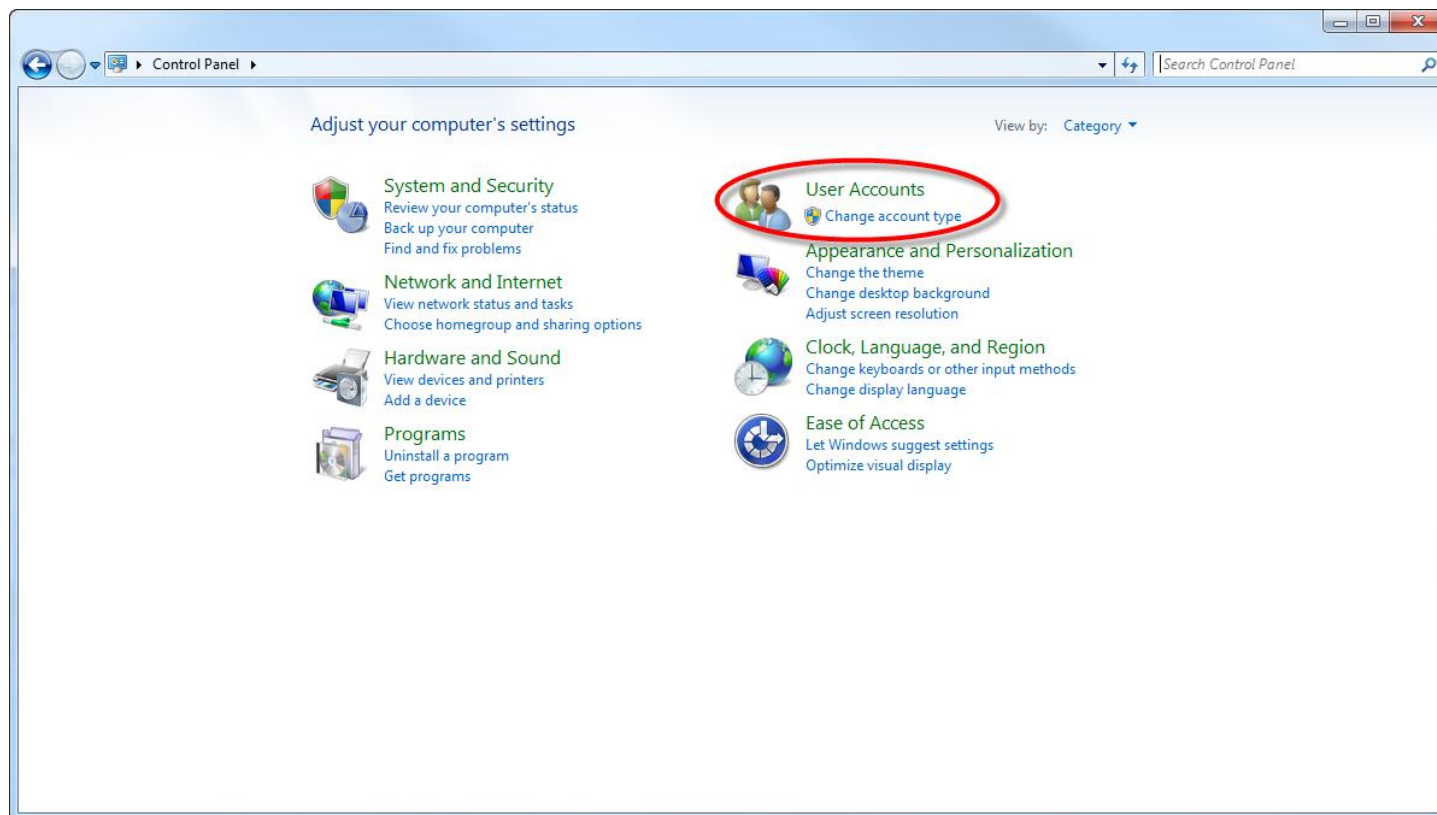 Control Panel
Search Control Panel
Adjust your computer's settings
View by: Category
System and Security
Review your computer's status
Back up your computer
Find and fix problems
Network and Internet
View network status and tasks
Choose homegroup and sharing options
Hardware and Sound
View devices and printers
Add a device
Programs
Uninstall a program
Get programs
User Accounts
Change account type
Appearance and Personalization
Change the theme
Change desktop background
Adjust screen resolution
Clock, Language, and Region
Change keyboards or other input methods
Change display language
Ease of Access
Let Windows suggest settings
Optimize visual display